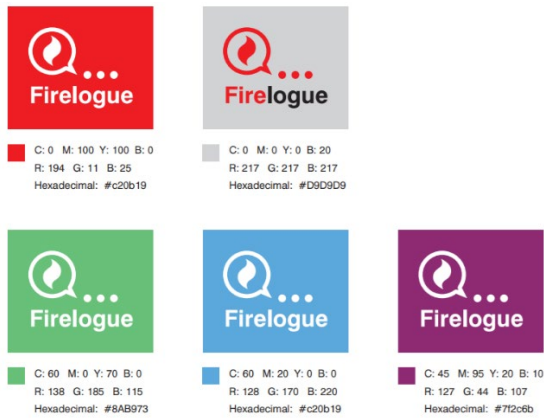 Firelogue
C: 0 M: 100 Y: 100 B: 0
R: 194 G: 11 B: 25
Hexadecimal: #c20b19
Firelogue
C: 0 M: 0 Y: 0 B: 20
R: 217 G: 217 B: 217
Hexadecimal: #D9D9D9
Firelogue
C: 60 M: 0 Y: 70 B: 0
R: 138 G: 185 B: 115
Hexadecimal: #8AB973
Firelogue
C: 60 M: 20 Y: 0 B: 0
R: 128 G: 170 B: 220
Hexadecimal: #c20b19
Firelogue
C: 45 M: 95 Y: 20 B: 10
R: 127 G: 44 B: 107
Hexadecimal: #7f2c6b